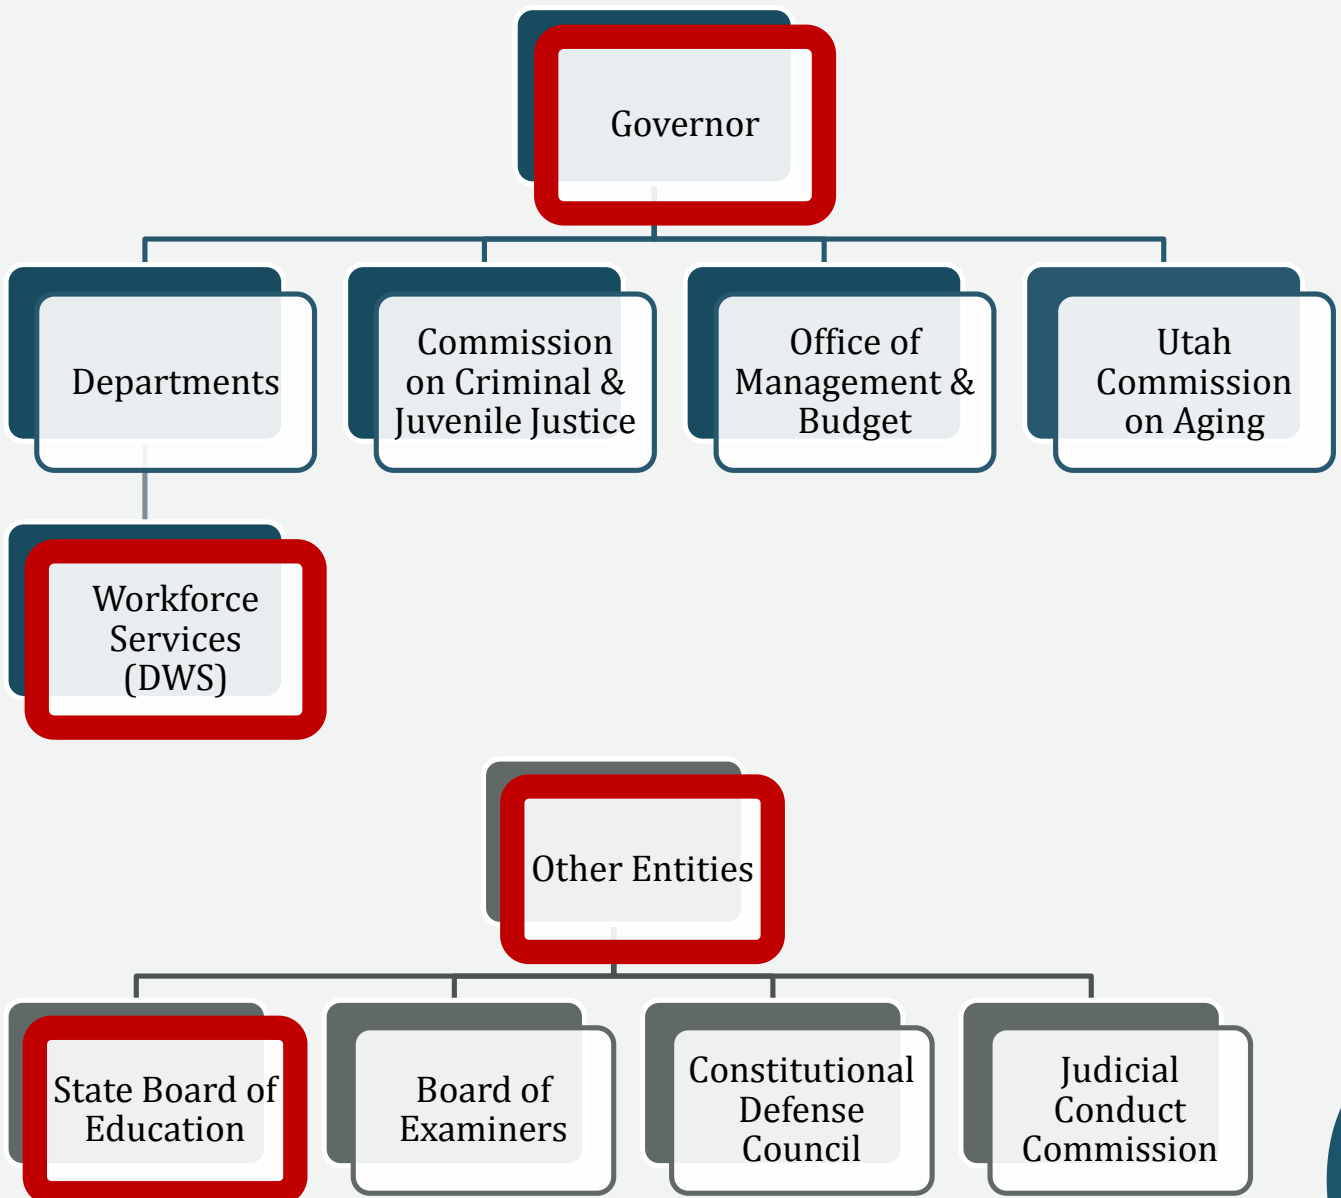 Governor
Departments
Commission
on Criminal &
Juvenile Justice
Office of
Management &
Budget
Utah
Commission
on Aging
Workforce
Services
(DWS)
Other Entities
State Board of
Education
Board of
Examiners
Constitutional
Defense
Council
Judicial
Conduct
Commission